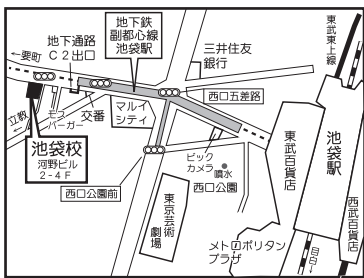 ←要町
地下通路
C2出口
地下鉄
副都心線
池袋駅
三井住友
銀行
東武東上線
西口五差路
立教
モス
バーガー
交番
マルイ
シティ
池袋校
河野ビル
2-4F
ビック
カメラ
噴水
西口公園
西口公園前
東京芸術
劇場
東武百貨店
池袋駅
西武百貨店
メトロポリタン
プラザ
目白→